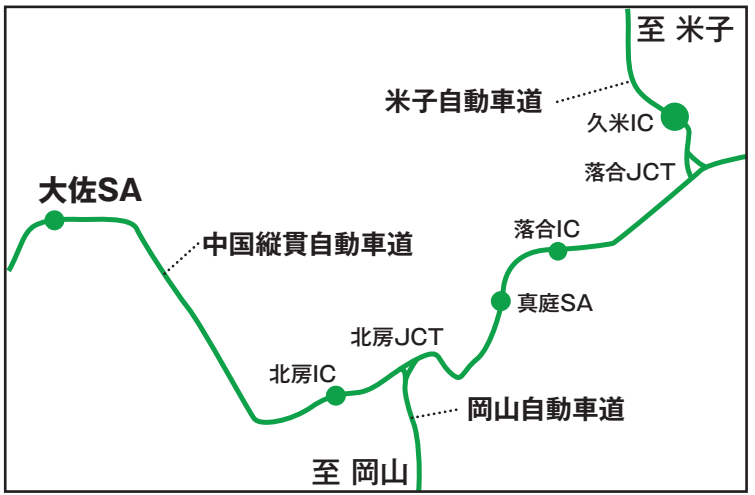 至 米子
米子自動車道
久米IC
落合JCT
大佐SA
落合IC
中国縦貫自動車道
真庭SA
北房JCT
北房IC
岡山自動車道
至 岡山